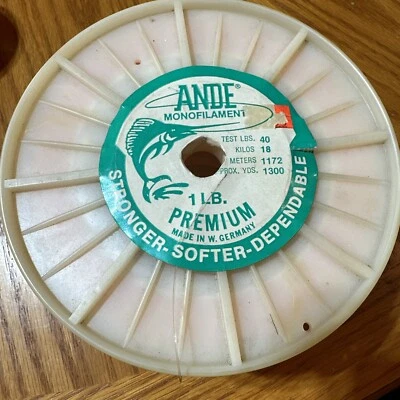 ANDE®
MONOFILAMENT
TEST LBS. 40
KILOS 18
METERS 1172
PROX. YDS. 1300
1 LB.
PREMIUM
MADE IN W. GERMANY
STRONGER-SOFTER-DEPENDABLE